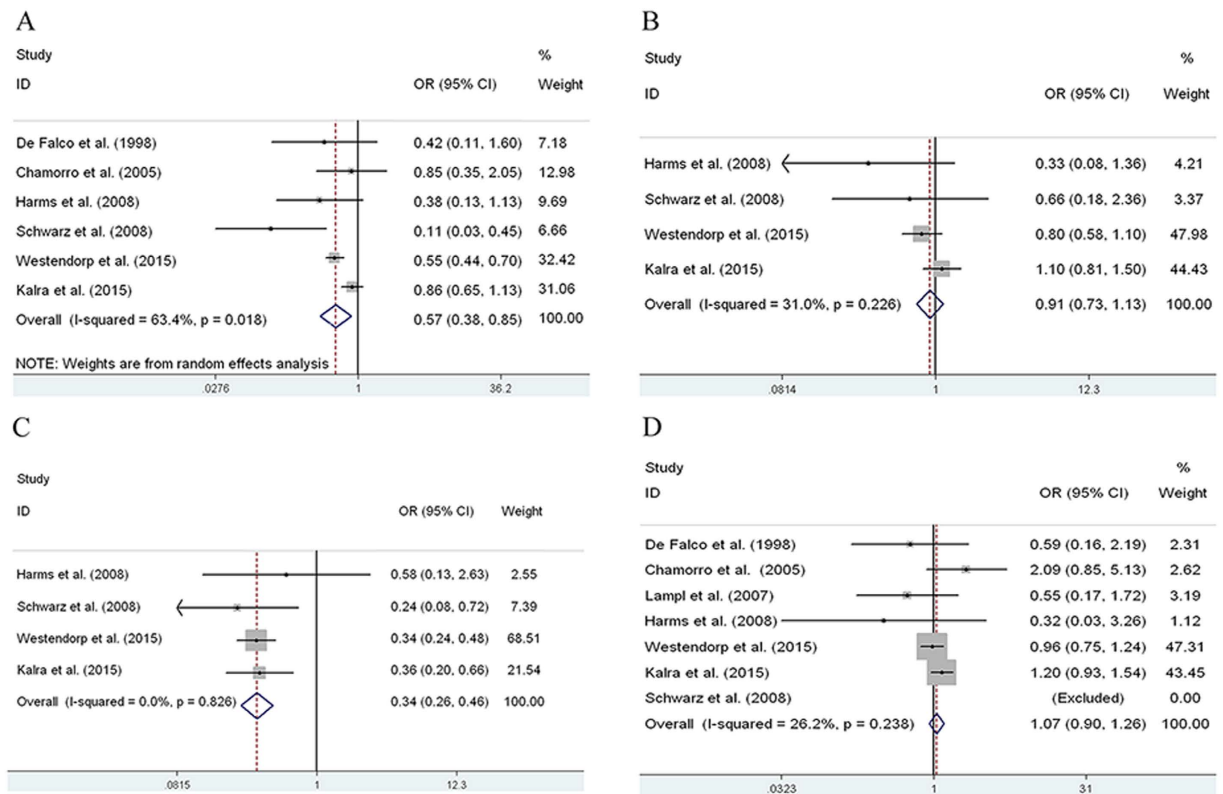 A
Study %
ID OR (95% CI) Weight
De Falco et al. (1998) 0.42 (0.11, 1.60) 7.18
Chamorro et al. (2005) 0.85 (0.35, 2.05) 12.98
Harms et al. (2008) 0.38 (0.13, 1.13) 9.69
Schwarz et al. (2008) 0.11 (0.03, 0.45) 6.66
Westendorp et al. (2015) 0.55 (0.44, 0.70) 32.42
Kalra et al. (2015) 0.86 (0.65, 1.13) 31.06
Overall (I-squared = 63.4%, p = 0.018) 0.57 (0.38, 0.85) 100.00
NOTE: Weights are from random effects analysis
.0276 1 36.2
B
Study %
ID OR (95% CI) Weight
Harms et al. (2008) 0.33 (0.08, 1.36) 4.21
Schwarz et al. (2008) 0.66 (0.18, 2.36) 3.37
Westendorp et al. (2015) 0.80 (0.58, 1.10) 47.98
Kalra et al. (2015) 1.10 (0.81, 1.50) 44.43
Overall (I-squared = 31.0%, p = 0.226) 0.91 (0.73, 1.13) 100.00
.0814 1 12.3
C
Study
ID OR (95% CI) Weight
Harms et al. (2008) 0.58 (0.13, 2.63) 2.55
Schwarz et al. (2008) 0.24 (0.08, 0.72) 7.39
Westendorp et al. (2015) 0.34 (0.24, 0.48) 68.51
Kalra et al. (2015) 0.36 (0.20, 0.66) 21.54
Overall (I-squared = 0.0%, p = 0.826) 0.34 (0.26, 0.46) 100.00
.0815 1 12.3
D
Study %
ID OR (95% CI) Weight
De Falco et al. (1998) 0.59 (0.16, 2.19) 2.31
Chamorro et al. (2005) 2.09 (0.85, 5.13) 2.62
Lampl et al. (2007) 0.55 (0.17, 1.72) 3.19
Harms et al. (2008) 0.32 (0.03, 3.26) 1.12
Westendorp et al. (2015) 0.96 (0.75, 1.24) 47.31
Kalra et al. (2015) 1.20 (0.93, 1.54) 43.45
Schwarz et al. (2008) (Excluded) 0.00
Overall (I-squared = 26.2%, p = 0.238) 1.07 (0.90, 1.26) 100.00
.0323 1 31